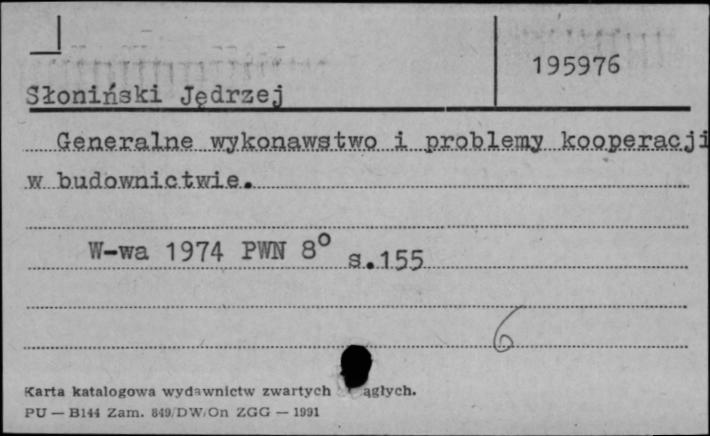 195976
Słoniński Jędrzej
Generalne wykonawstwo i problemy kooperacji
w budownictwie.
W-wa 1974 PWN 8° s.155
6
Karta katalogowa wydawnictw zwartych ągłych.
PU — B144 Zam. 849/DW/On ZGG — 1991